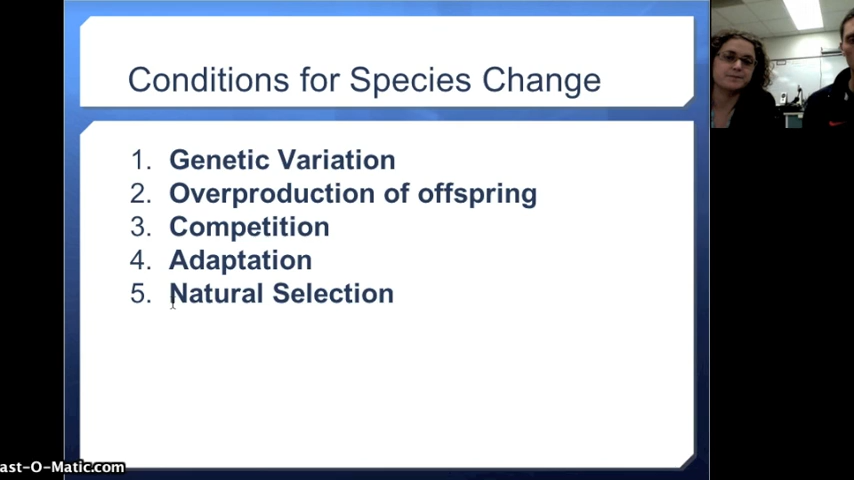 Conditions for Species Change
1. Genetic Variation
2. Overproduction of offspring
3. Competition
4. Adaptation
5. Natural Selection
ast-O-Matic.com